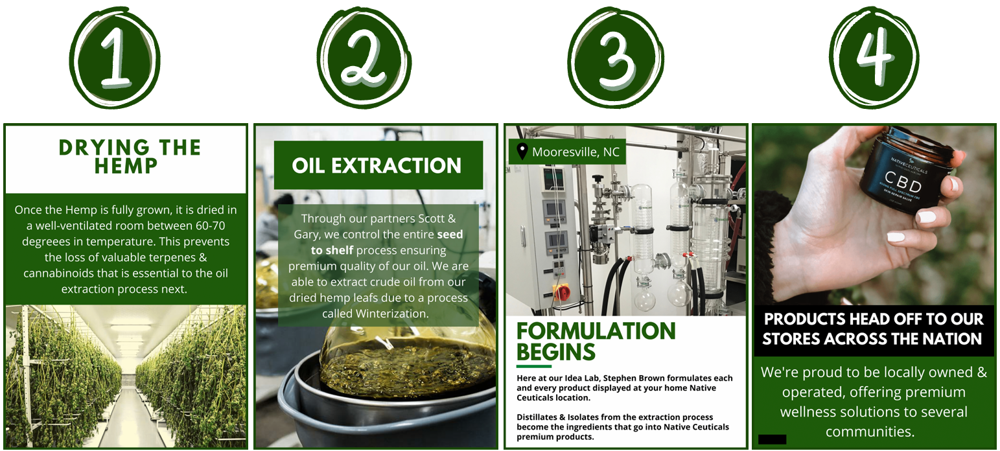 1
2
3
4
DRYING THE
HEMP
Once the Hemp is fully grown, it is dried in
a well-ventilated room between 60-70
degreees in temperature. This prevents
the loss of valuable terpenes &
cannabinoids that is essential to the oil
extraction process next.
OIL EXTRACTION
Through our partners Scott &
Gary, we control the entire seed
to shelf process ensuring
premium quality of our oil. We are
able to extract crude oil from our
dried hemp leafs due to a process
called Winterization.
Mooresville, NC
FORMULATION
BEGINS
Here at our Idea Lab, Stephen Brown formulates each
and every product displayed at your home Native
Ceuticals location.
Distillates & Isolates from the extraction process
become the ingredients that go into Native Ceuticals
premium products.
NATIVECEUTICALS
CBD
SKIN REPAIR SALVE
PRODUCTS HEAD OFF TO OUR
STORES ACROSS THE NATION
We're proud to be locally owned &
operated, offering premium
wellness solutions to several
communities.